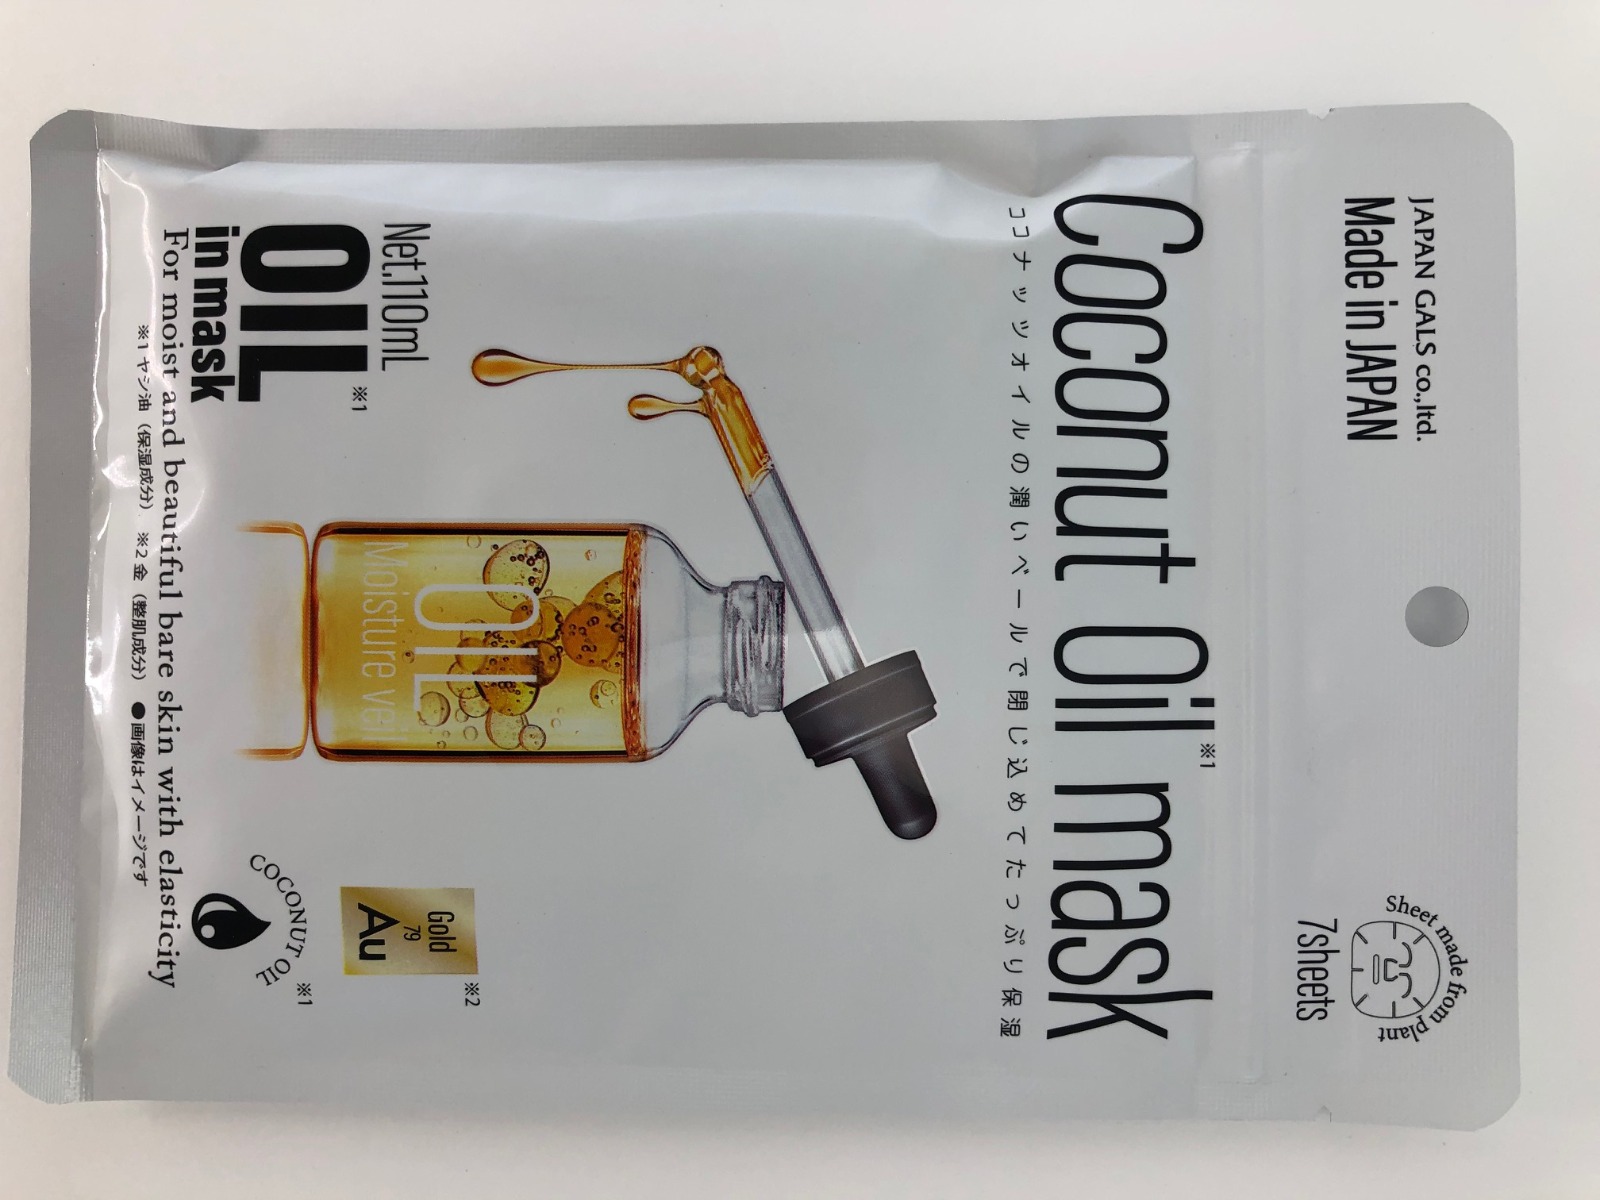 JAPAN GALS co.,ltd.
Made in JAPAN
Sheet made from plant
7sheets
Coconut Oil※1 mask
ココナッツオイルの潤いベールで閉じ込めてたっぷり保湿
OIL
Moisture veil
※2
Gold
79
Au
Net.110mL
OIL※1
in mask
COCONUT OIL※1
For moist and beautiful bare skin with elasticity
※1 ヤシ油（保湿成分） ※2 金（整肌成分） ●画像はイメージです